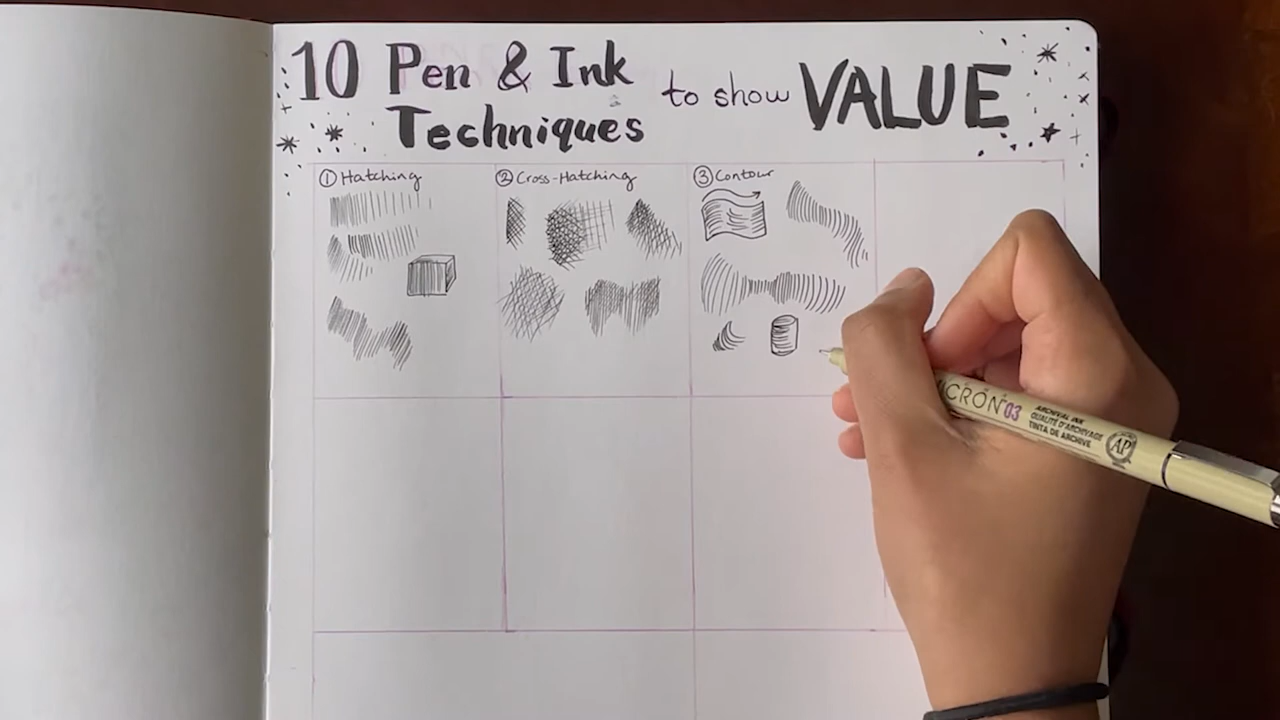 10 Pen & Ink
Techniques
to show VALUE
① Hatching
② Cross-Hatching
③ Contour
MICRON 03
ARCHIVAL INK
QUALITÉ D'ARCHIVAGE
TINTA DE ARCHIVE
AP